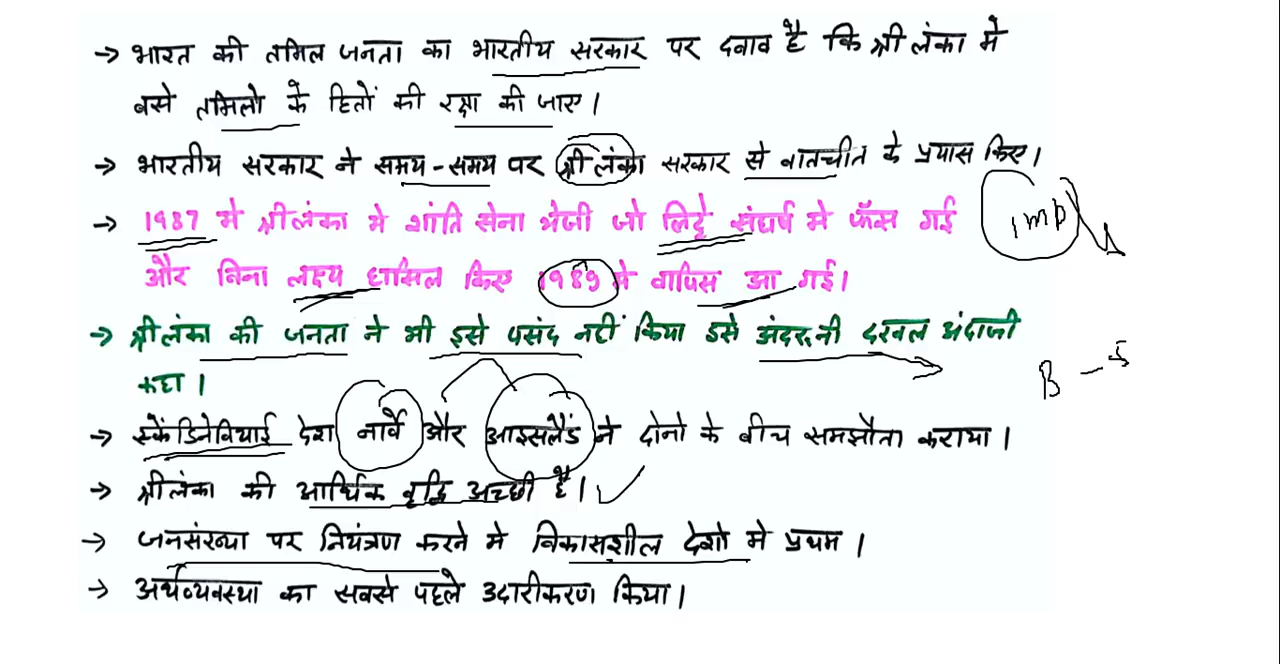 → भारत की तमिल जनता का भारतीय सरकार पर दवाव है कि श्री लंका मे
बसे तमिलो के हितों की रक्षा की जाए।
→ भारतीय सरकार ने समय-समय पर श्री लंका सरकार से बातचीत के प्रयास किए।
→ 1987 मे श्रीलंका मे शांति सेना भेजी जो लिट्टे संघर्ष मे फँस गई
imp
और बिना लक्ष्य हासिल किए 1989 मे वापिस आ गई।
→ श्रीलंका की जनता ने भी इसे पसंद नहीं किया इसे अंदरूनी दखल अंदाजी
कहा।
B - 5
→ स्केंडिनेवियाई देश नार्वे और आइसलैंड ने दोनो के बीच समझौता कराया।
→ श्रीलंका की आर्थिक वृद्धि अच्छी है।
→ जनसंख्या पर नियंत्रण करने मे विकासशील देशो मे प्रथम।
→ अर्थव्यवस्था का सबसे पहले उदारीकरण किया।